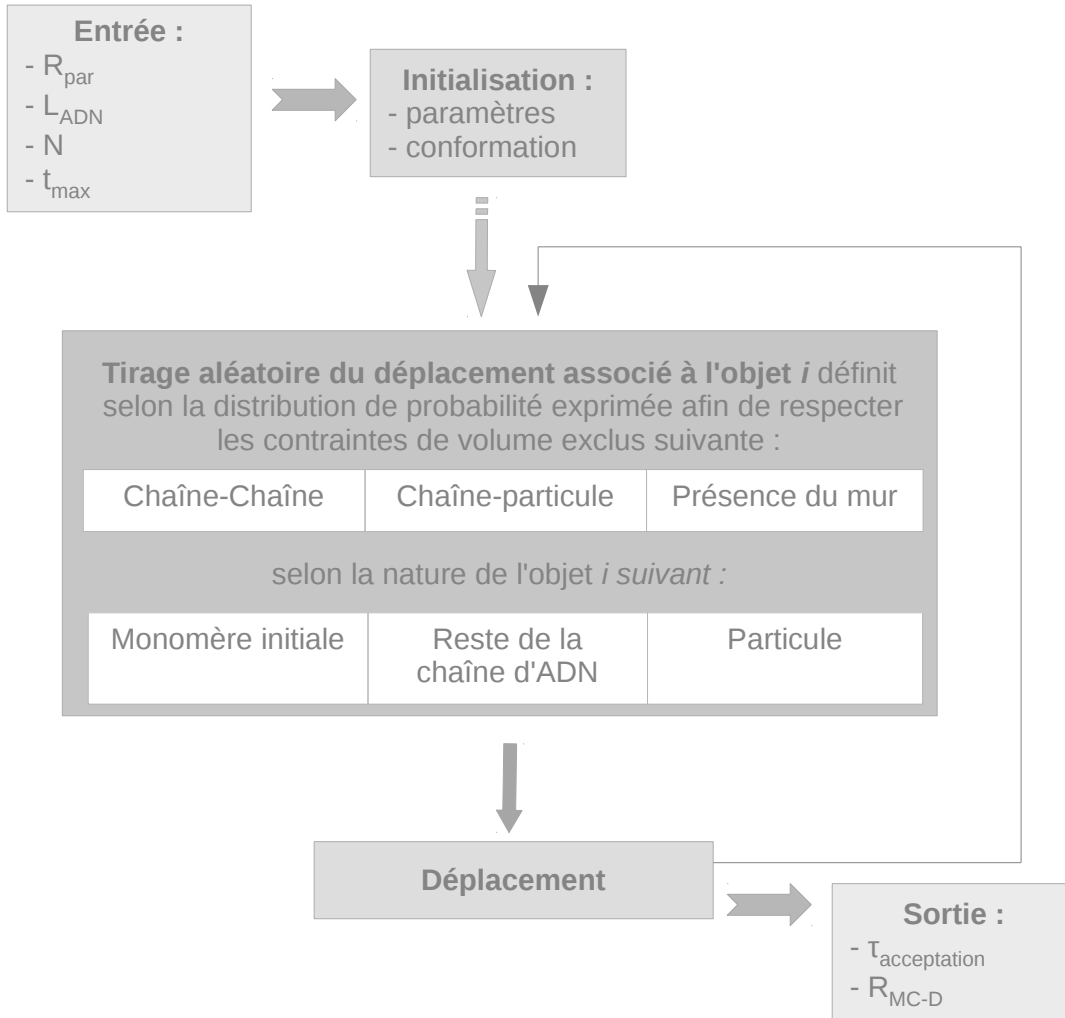 Entrée :
- R_par
- L_ADN
- N
- t_max
Initialisation :
- paramètres
- conformation
Tirage aléatoire du déplacement associé à l'objet i définit
selon la distribution de probabilité exprimée afin de respecter
les contraintes de volume exclus suivante :
Chaîne-Chaîne
Chaîne-particule
Présence du mur
selon la nature de l'objet i suivant :
Monomère initiale
Reste de la
chaîne d'ADN
Particule
Déplacement
Sortie :
- τ_acceptation
- R_MC-D